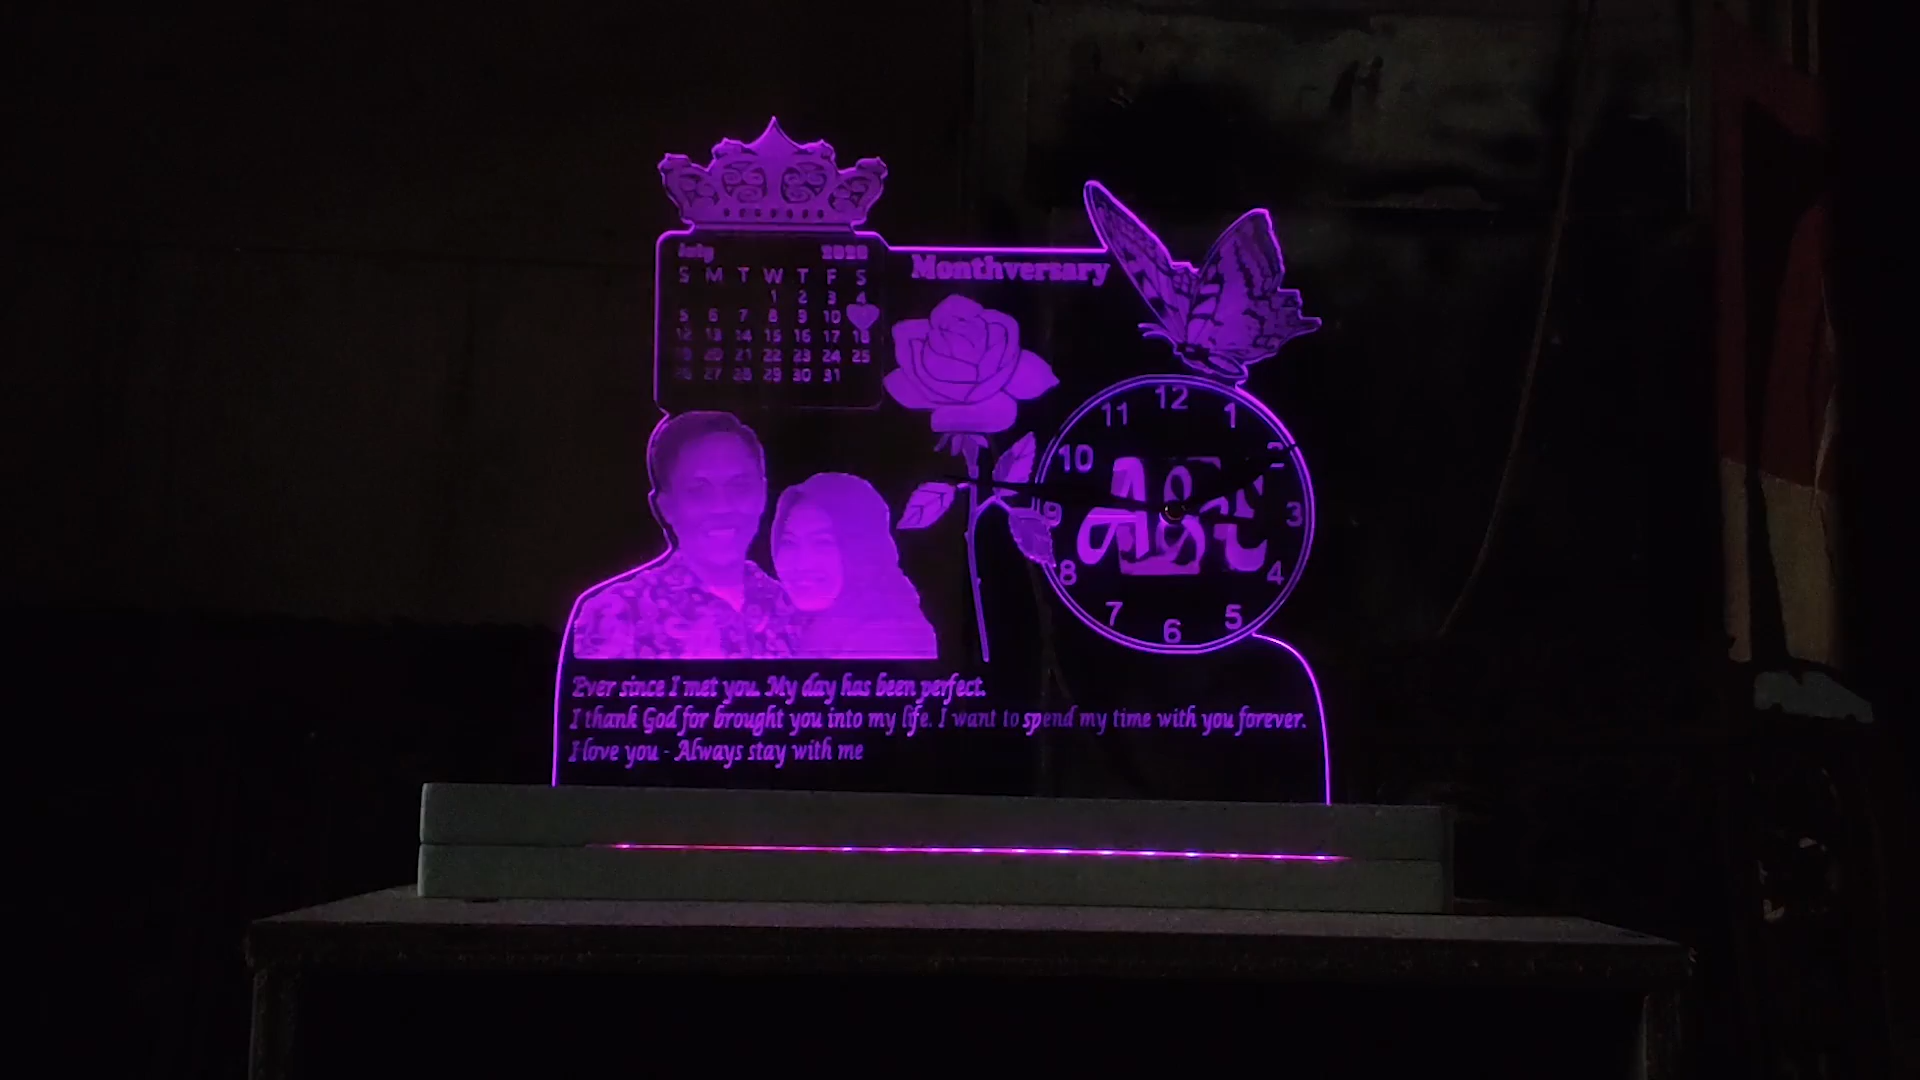 July 2020
S M T W T F S
1 2 3 4
5 6 7 8 9 10
12 13 14 15 16 17 18
19 20 21 22 23 24 25
26 27 28 29 30 31
Monthversary
12
11 1
10 2
9 3
8 4
7 5
6
Ever since I met you. My day has been perfect.
I thank God for brought you into my life. I want to spend my time with you forever.
I love you - Always stay with me